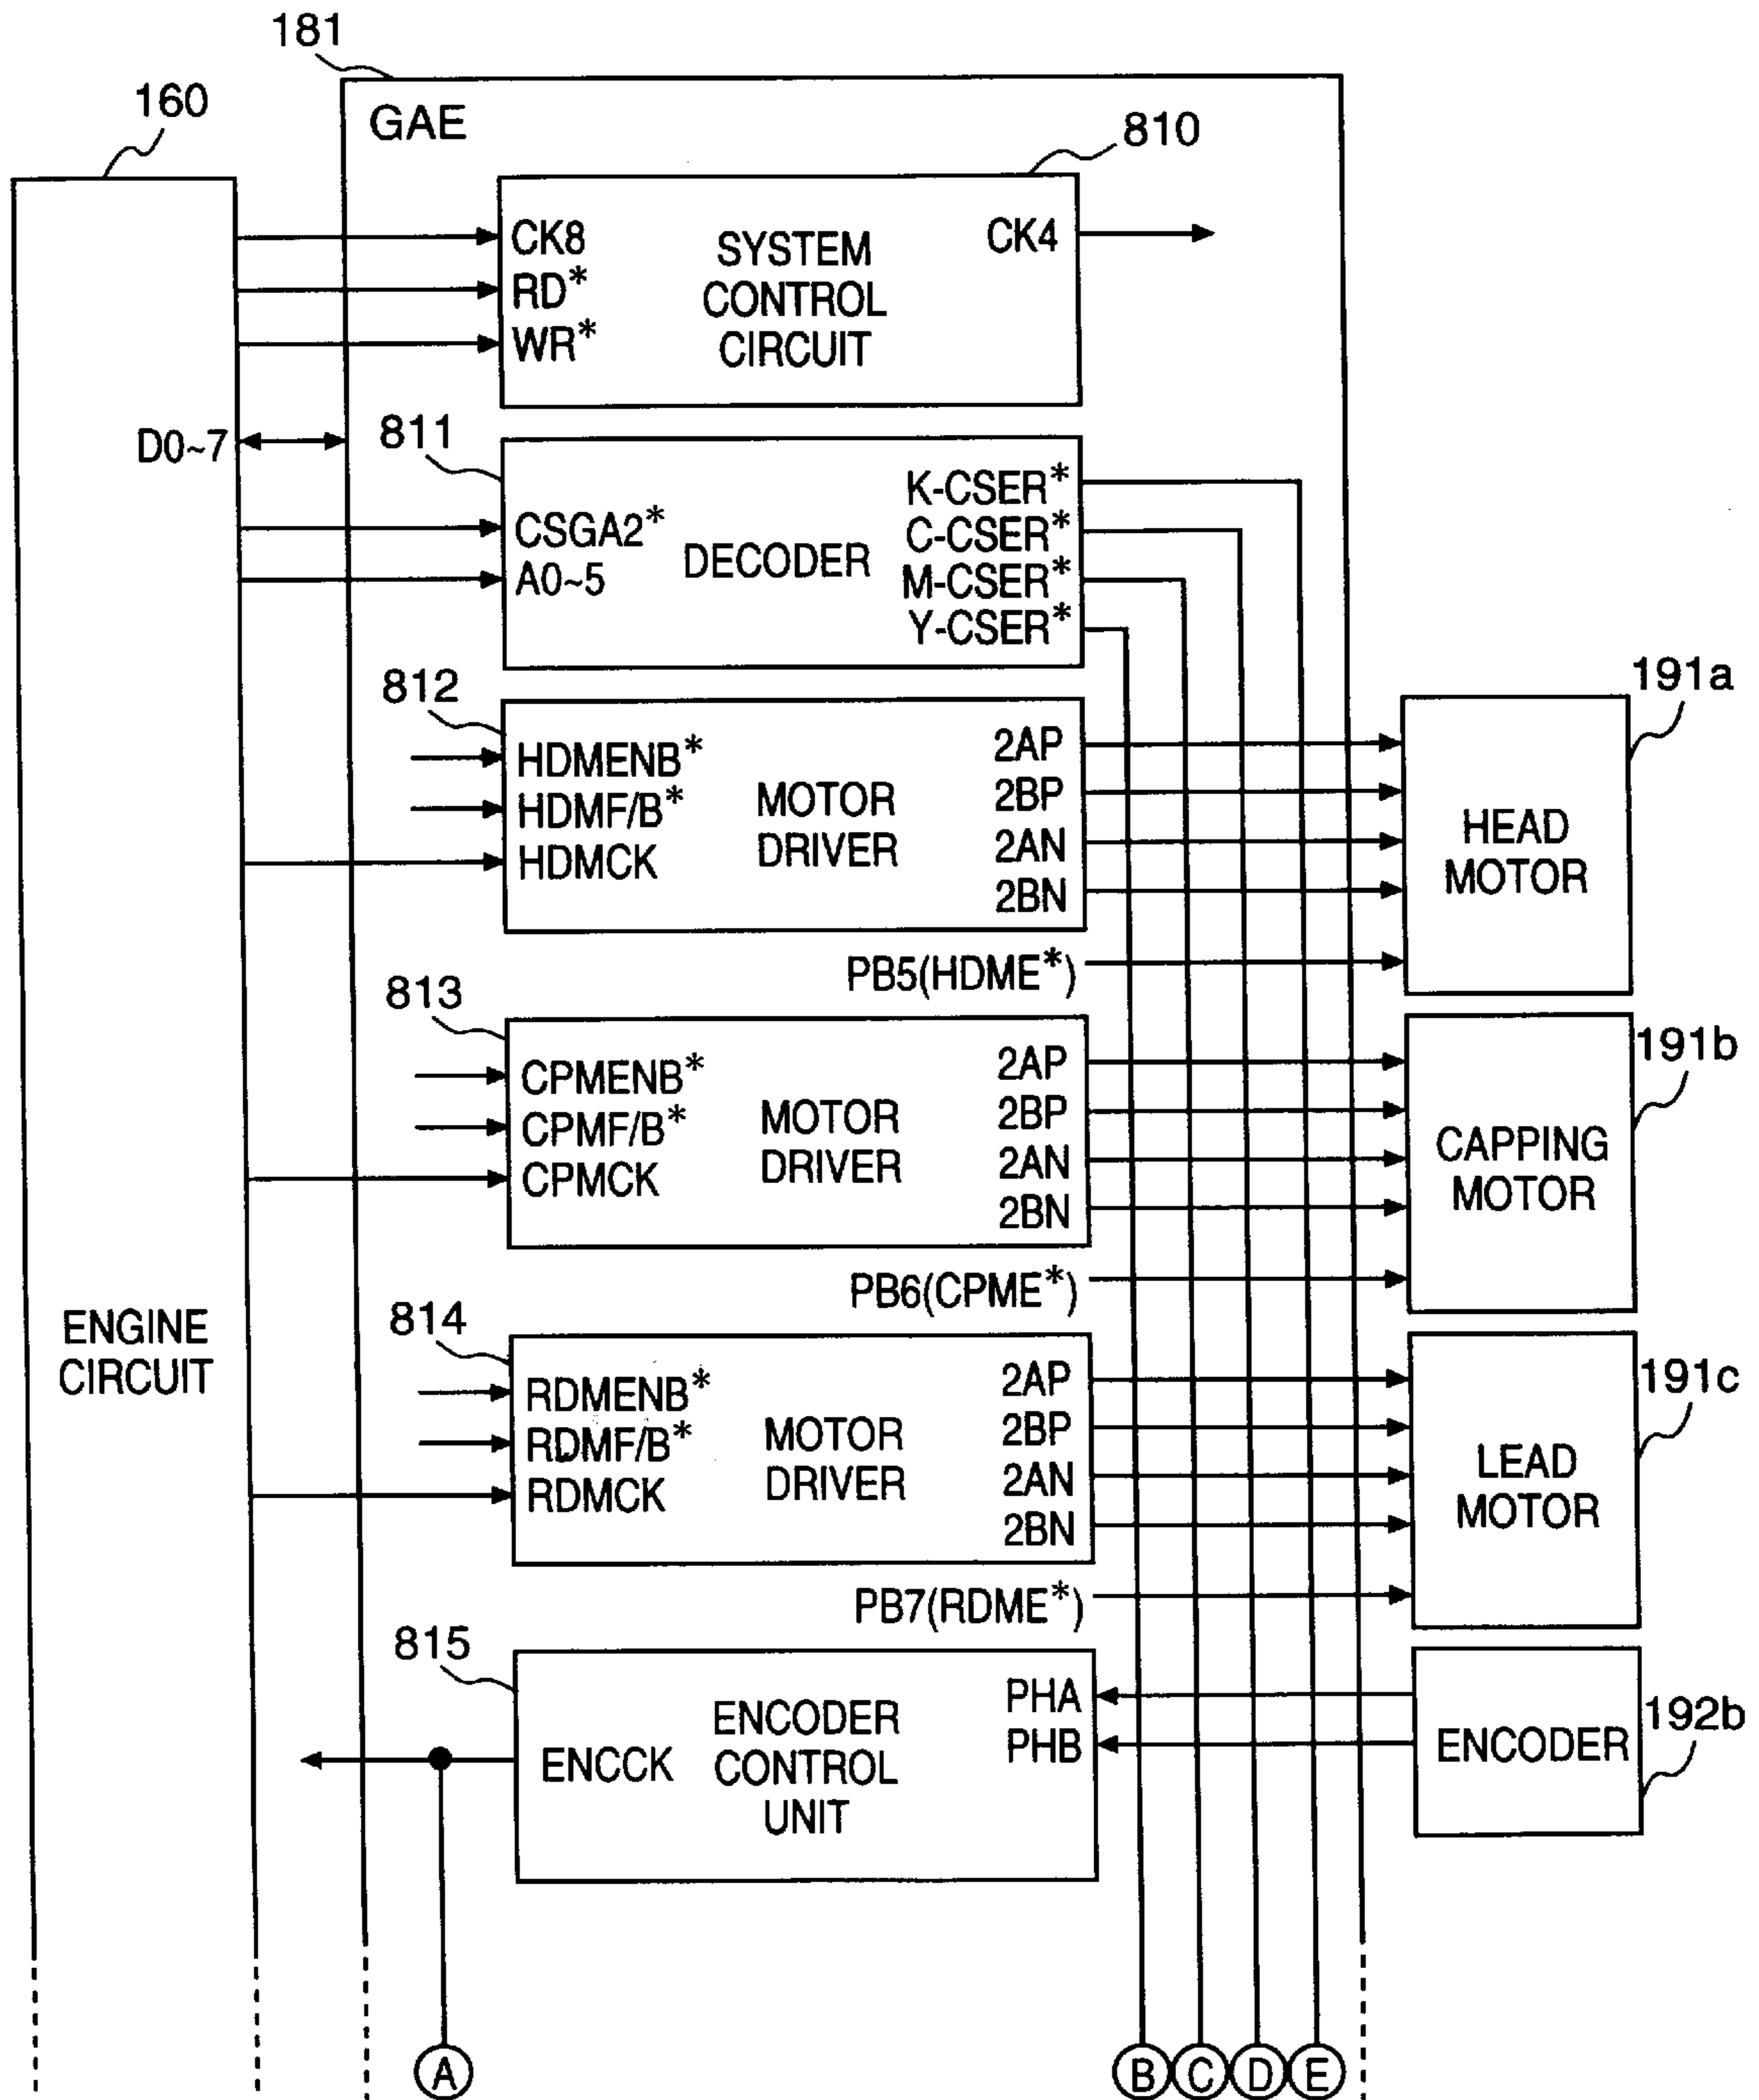 181
160
GAE
810
CK8
RD*
WR*
SYSTEM
CONTROL
CIRCUIT
CK4
D0~7
811
CSGA2*
A0~5
DECODER
K-CSER*
C-CSER*
M-CSER*
Y-CSER*
812
HDMENB*
HDMF/B*
HDMCK
MOTOR
DRIVER
2AP
2BP
2AN
2BN
191a
HEAD
MOTOR
PB5(HDME*)
813
CPMENB*
CPMF/B*
CPMCK
MOTOR
DRIVER
2AP
2BP
2AN
2BN
191b
CAPPING
MOTOR
PB6(CPME*)
ENGINE
CIRCUIT
814
RDMENB*
RDMF/B*
RDMCK
MOTOR
DRIVER
2AP
2BP
2AN
2BN
191c
LEAD
MOTOR
PB7(RDME*)
815
ENCCK
ENCODER
CONTROL
UNIT
PHA
PHB
ENCODER
192b
A
B
C
D
E